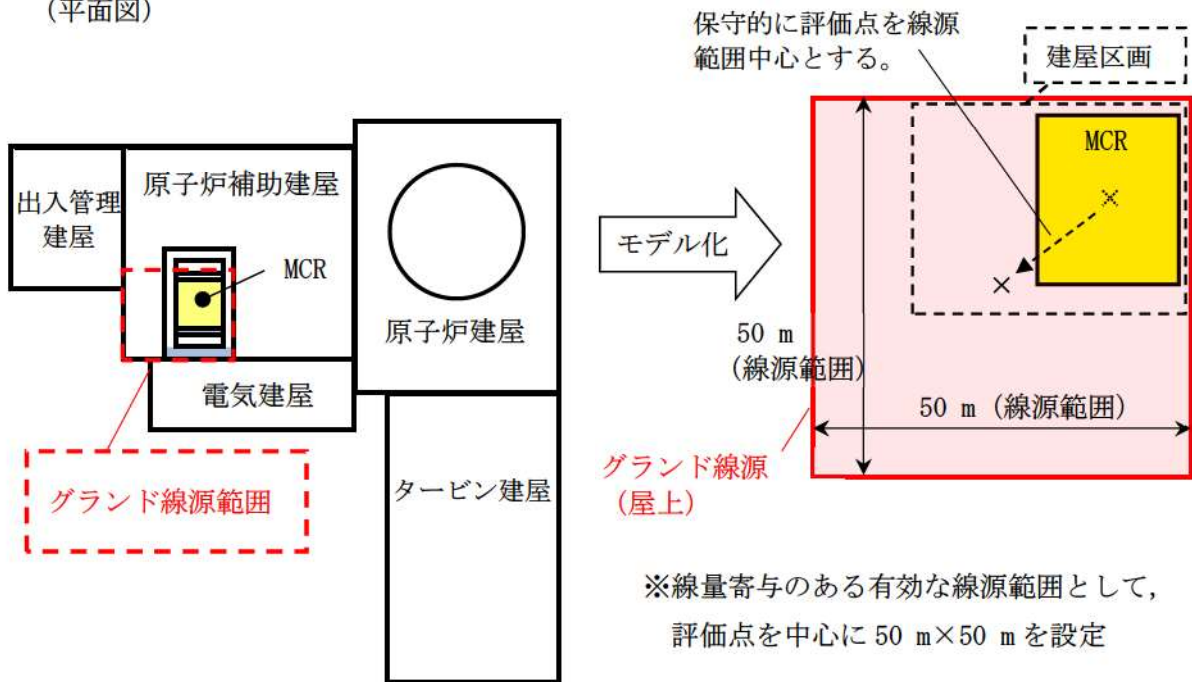 (平面図)
出入管理
建屋
原子炉補助建屋
MCR
原子炉建屋
電気建屋
タービン建屋
グランド線源範囲
モデル化
保守的に評価点を線源
範囲中心とする。
建屋区画
MCR
50 m
(線源範囲)
50 m (線源範囲)
グランド線源
(屋上)
※線量寄与のある有効な線源範囲として,
評価点を中心に 50 m×50 m を設定